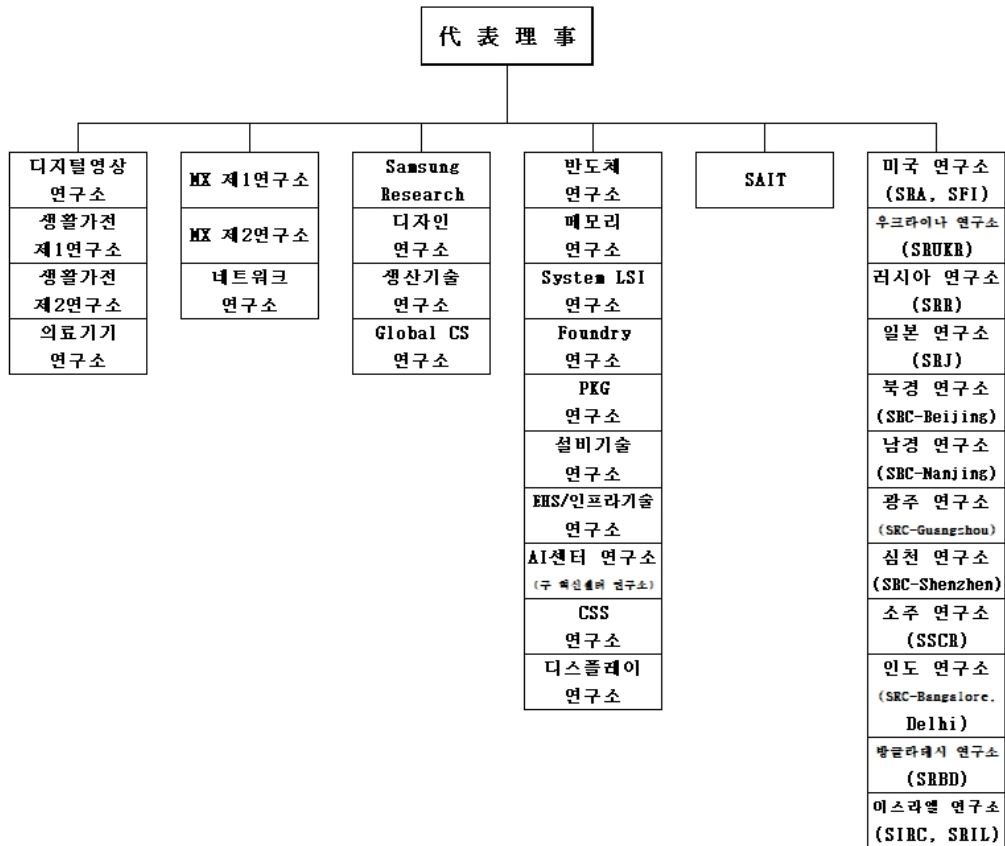 代 表 理 事
디지털영상
연구소
생활가전
제1연구소
생활가전
제2연구소
의료기기
연구소
MX 제1연구소
MX 제2연구소
네트워크
연구소
Samsung
Research
디자인
연구소
생산기술
연구소
Global CS
연구소
반도체
연구소
메모리
연구소
System LSI
연구소
Foundry
연구소
PKG
연구소
설비기술
연구소
EHS/인프라기술
연구소
AI센터 연구소
(구 혁신센터 연구소)
CSS
연구소
디스플레이
연구소
SAIT
미국 연구소
(SRA, SFI)
우크라이나 연구소
(SRUKR)
러시아 연구소
(SRR)
일본 연구소
(SRJ)
북경 연구소
(SRC-Beijing)
남경 연구소
(SRC-Nanjing)
광주 연구소
(SRC-Guangzhou)
심천 연구소
(SRC-Shenzhen)
소주 연구소
(SSCR)
인도 연구소
(SRC-Bangalore,
Delhi)
방글라데시 연구소
(SRBD)
이스라엘 연구소
(SIRC, SRIL)